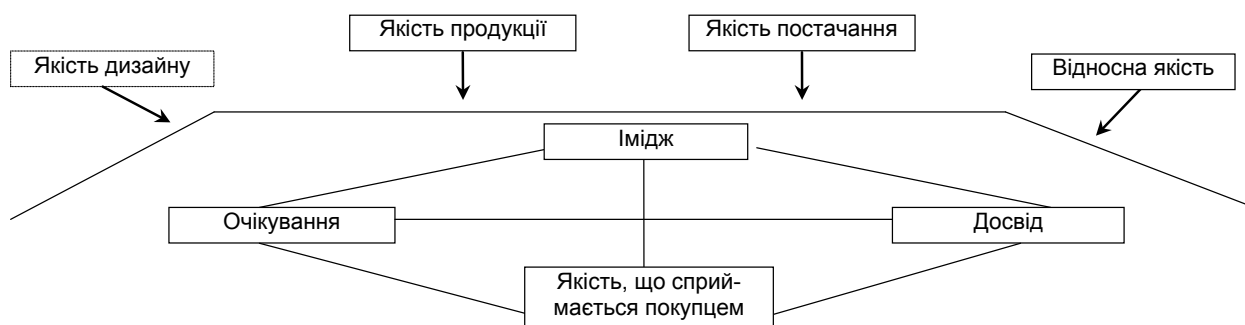 Якість продукції
Якість постачання
Якість дизайну
Відносна якість
Імідж
Очікування
Досвід
Якість, що сприй-
мається покупцем